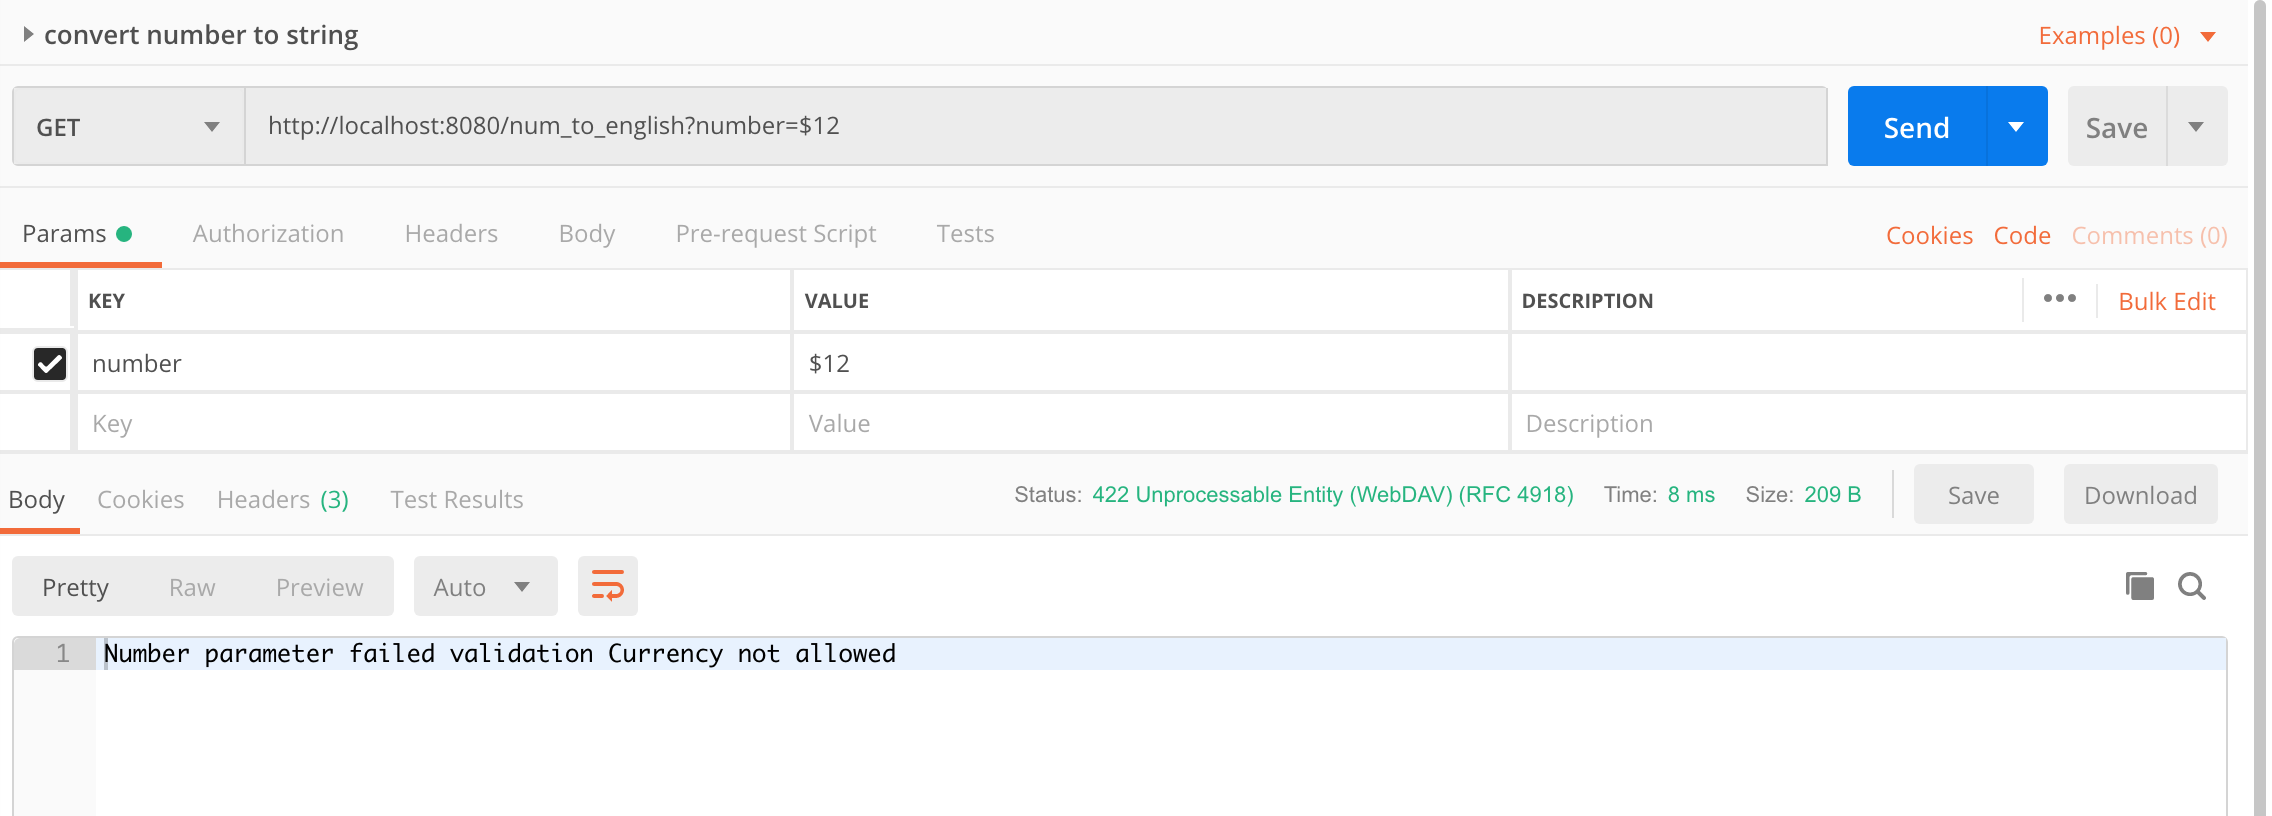 convert number to string
Examples (0)
GET
http://localhost:8080/num_to_english?number=$12
Send
Save
Params
Authorization
Headers
Body
Pre-request Script
Tests
Cookies
Code
Comments (0)
KEY
VALUE
DESCRIPTION
Bulk Edit
number
$12
Key
Value
Description
Body
Cookies
Headers (3)
Test Results
Status: 422 Unprocessable Entity (WebDAV) (RFC 4918)
Time: 8 ms
Size: 209 B
Save
Download
Pretty
Raw
Preview
Auto
1
Number parameter failed validation Currency not allowed